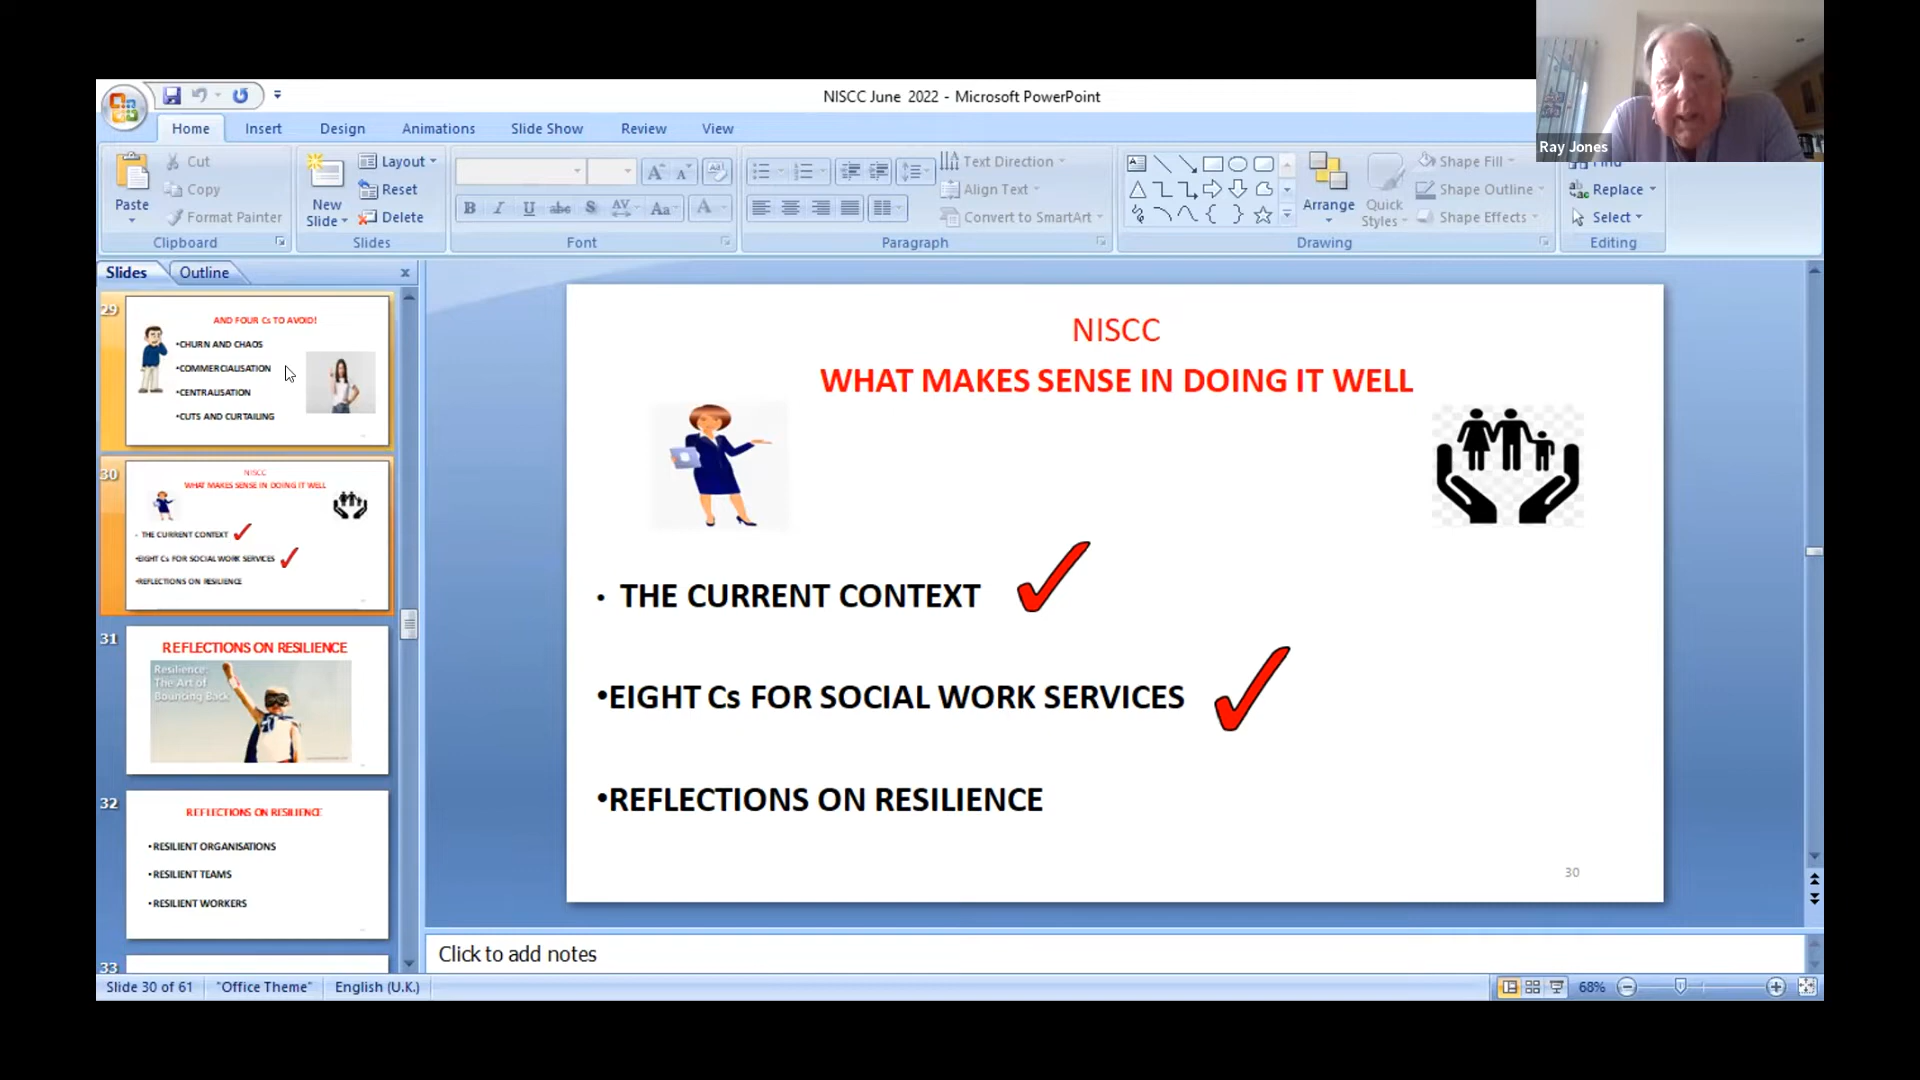 NISCC June 2022 - Microsoft PowerPoint
Ray Jones
Home Insert Design Animations Slide Show Review View
Paste
Cut
Copy
Format Painter
Clipboard
New
Slide
Layout
Reset
Delete
Slides
Font
Text Direction
Align Text
Convert to SmartArt
Paragraph
Arrange
Quick
Styles
Shape Fill
Shape Outline
Shape Effects
Drawing
Find
Replace
Select
Editing
Slides Outline
29
AND FOUR Cs TO AVOID!
•CHURN AND CHAOS
•COMMERCIALISATION
•CENTRALISATION
•CUTS AND CURTAILING
30
NISCC
WHAT MAKES SENSE IN DOING IT WELL
• THE CURRENT CONTEXT
•EIGHT Cs FOR SOCIAL WORK SERVICES
•REFLECTIONS ON RESILIENCE
31
REFLECTIONS ON RESILIENCE
Resilience:
The Art of
Bouncing Back
32
REFLECTIONS ON RESILIENCE
•RESILIENT ORGANISATIONS
•RESILIENT TEAMS
•RESILIENT WORKERS
33
NISCC
WHAT MAKES SENSE IN DOING IT WELL
• THE CURRENT CONTEXT
•EIGHT Cs FOR SOCIAL WORK SERVICES
•REFLECTIONS ON RESILIENCE
30
Click to add notes
Slide 30 of 61 "Office Theme" English (U.K.) 68%